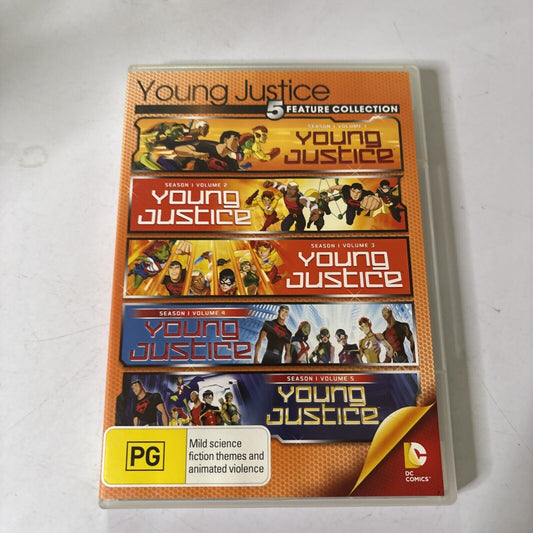 Young Justice
5 FEATURE COLLECTION
SEASON 1 VOLUME 1
YOUNG
JUSTICE
SEASON 1 VOLUME 2
YOUNG
JUSTICE
SEASON 1 VOLUME 3
YOUNG
JUSTICE
SEASON 1 VOLUME 4
YOUNG
JUSTICE
SEASON 1 VOLUME 5
YOUNG
JUSTICE
PG
Mild science
fiction themes and
animated violence
DC
COMICS™